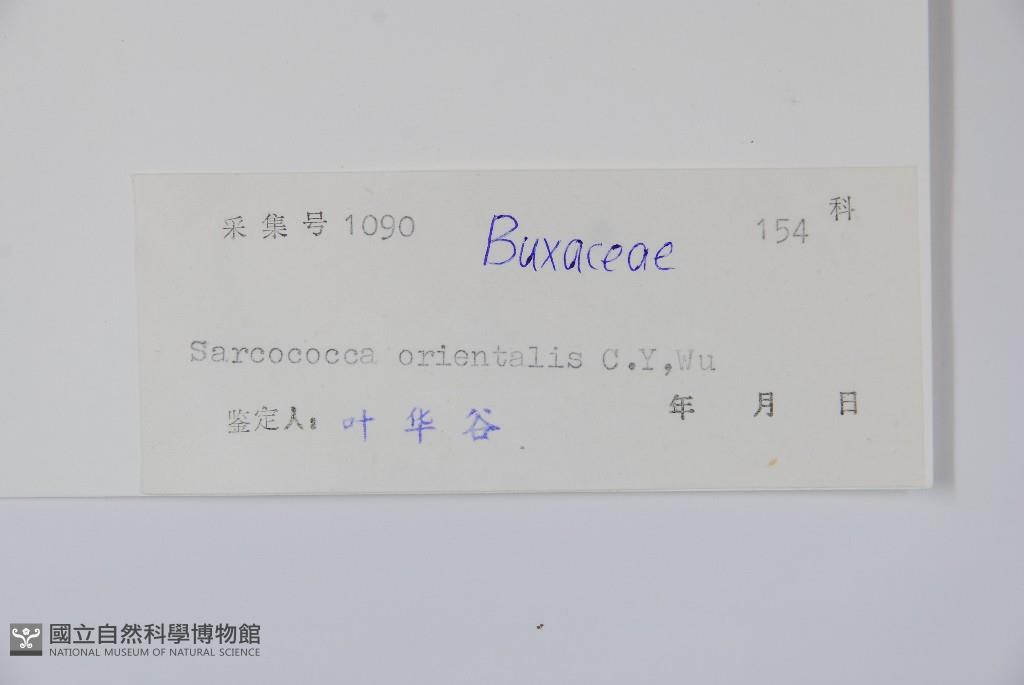 采集号 1090 Buxaceae 154 科
Sarcococca orientalis C.Y,Wu
鉴定人: 叶华谷 年 月 日
國立自然科學博物館
NATIONAL MUSEUM OF NATURAL SCIENCE